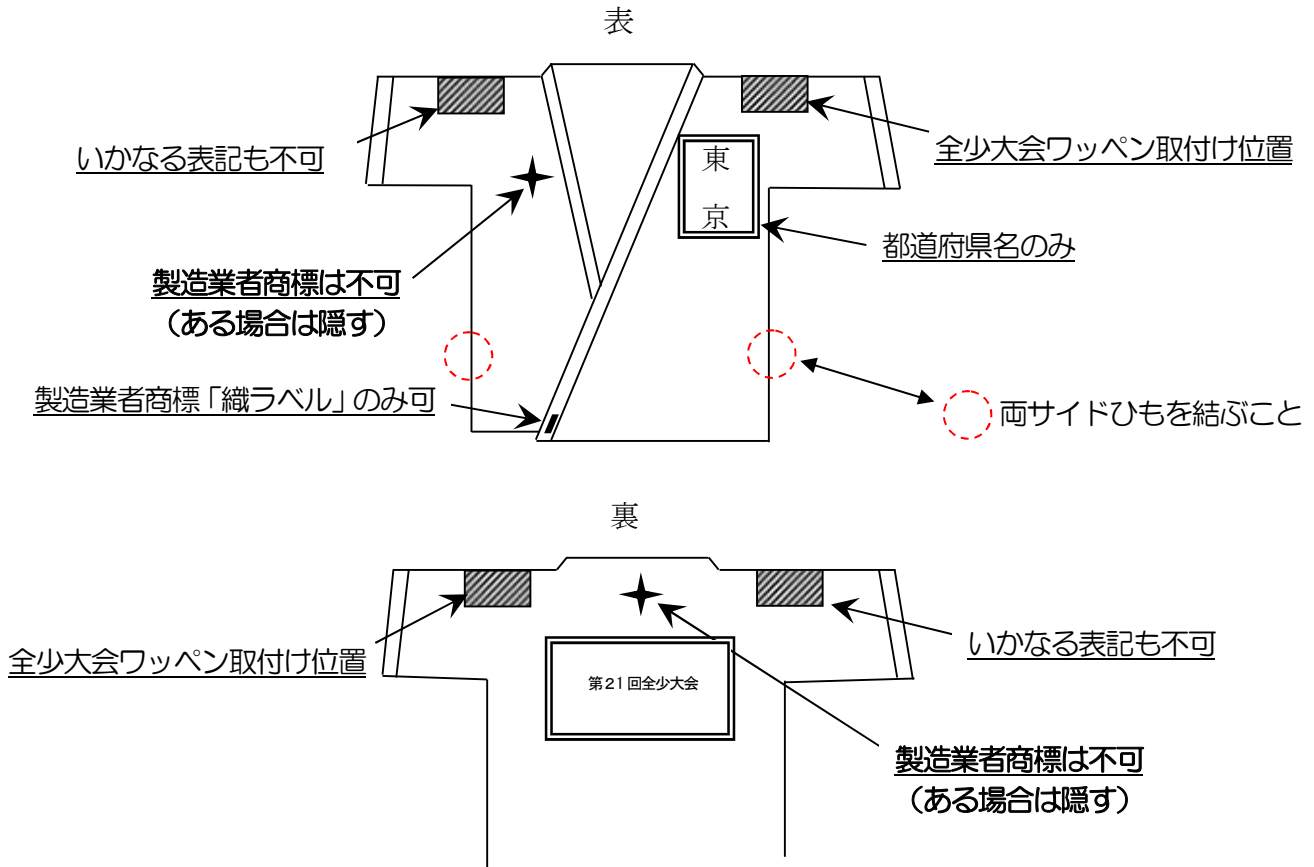 表
いかなる表記も不可
全少大会ワッペン取付け位置
東
京
都道府県名のみ
製造業者商標は不可
（ある場合は隠す）
製造業者商標「織ラベル」のみ可
両サイドひもを結ぶこと
裏
全少大会ワッペン取付け位置
いかなる表記も不可
第21回全少大会
製造業者商標は不可
（ある場合は隠す）